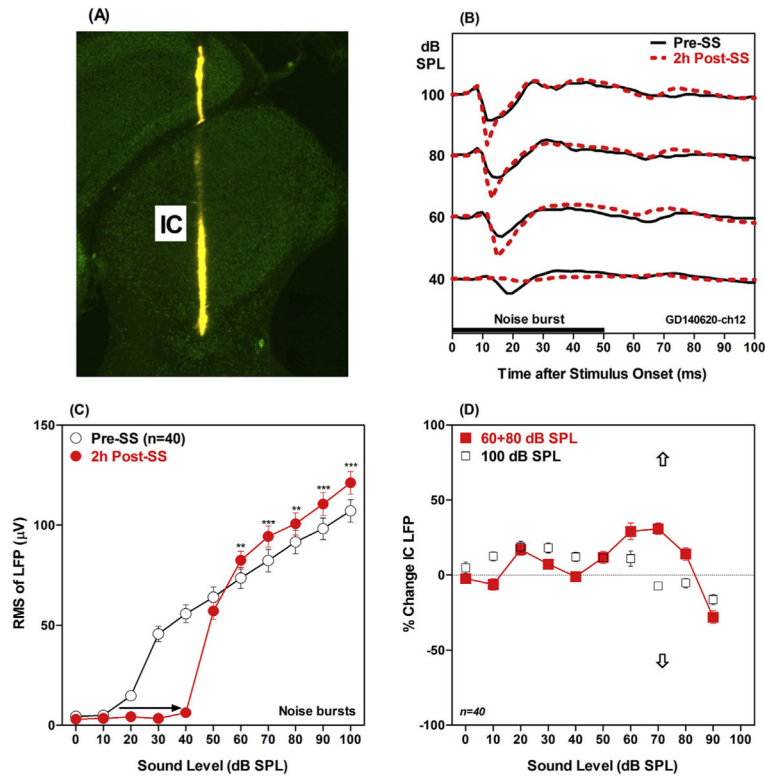 (A)
IC
(B)
dB
SPL
Pre-SS
2h Post-SS
100
80
60
40
Noise burst
GD140620-ch12
0 10 20 30 40 50 60 70 80 90 100
Time after Stimulus Onset (ms)
(C)
Pre-SS (n=40)
2h Post-SS
150
100
50
0
RMS of LFP (µV)
** *** ** *** ***
Noise bursts
0 10 20 30 40 50 60 70 80 90 100
Sound Level (dB SPL)
(D)
60+80 dB SPL
100 dB SPL
100
50
0
-50
-100
% Change IC LFP
n=40
0 10 20 30 40 50 60 70 80 90 100
Sound Level (dB SPL)